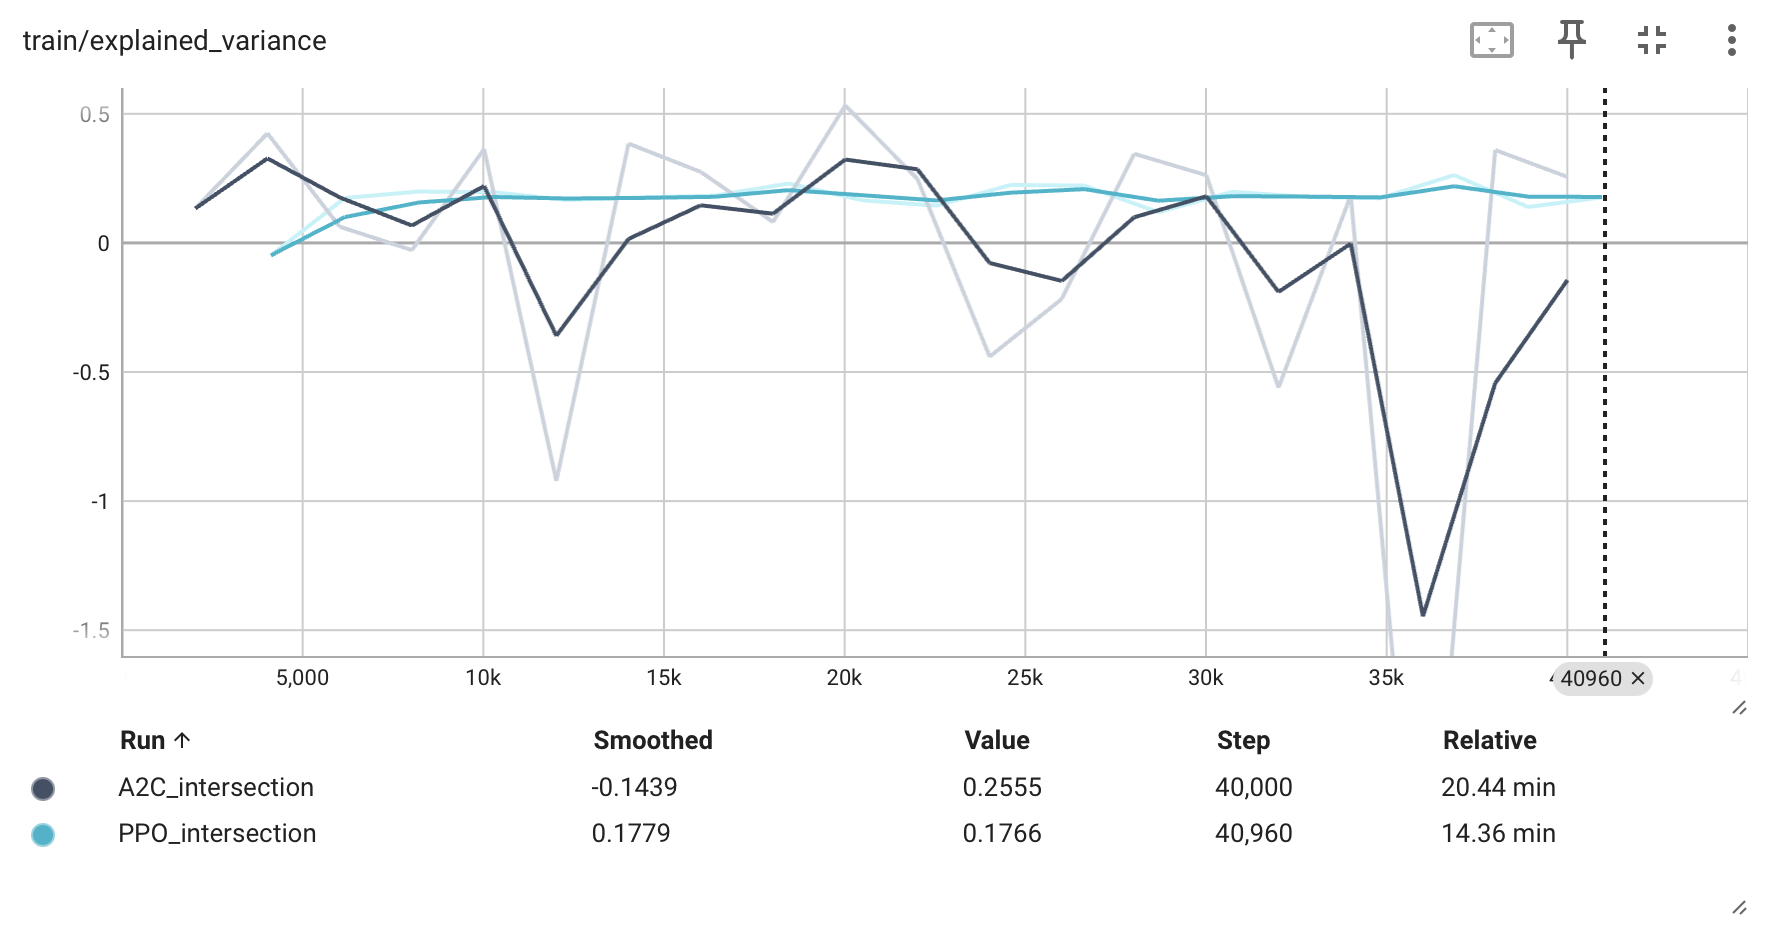 train/explained_variance
0.5
0
-0.5
-1
-1.5
5,000 10k 15k 20k 25k 30k 35k 40960 ×
Run ↑ Smoothed Value Step Relative
A2C_intersection -0.1439 0.2555 40,000 20.44 min
PPO_intersection 0.1779 0.1766 40,960 14.36 min